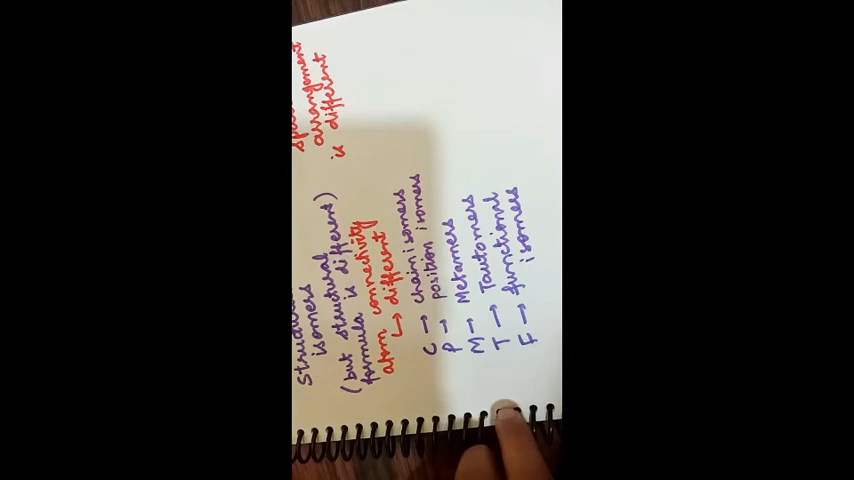 arrangement
is different
structural
isomers
(but structural
formula is different)
atom connectivity
↳ different
C → chain isomers
P → position isomers
M → Metamers
T → Tautomers
F → functionl
isomers